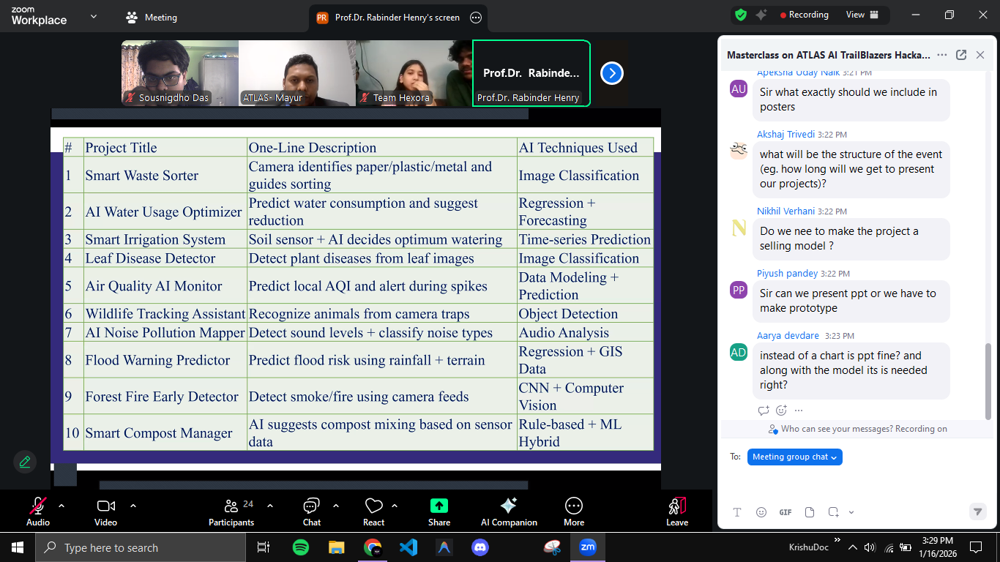 zoom
Workplace
Meeting
PR Prof.Dr. Rabinder Henry's screen
Recording
View
Sousnigdho Das
ATLAS- Mayur
Team Hexora
Prof.Dr. Rabinde...
Prof.Dr. Rabinder Henry
# Project Title One-Line Description AI Techniques Used
1 Smart Waste Sorter Camera identifies paper/plastic/metal and guides sorting Image Classification
2 AI Water Usage Optimizer Predict water consumption and suggest reduction Regression + Forecasting
3 Smart Irrigation System Soil sensor + AI decides optimum watering Time-series Prediction
4 Leaf Disease Detector Detect plant diseases from leaf images Image Classification
5 Air Quality AI Monitor Predict local AQI and alert during spikes Data Modeling + Prediction
6 Wildlife Tracking Assistant Recognize animals from camera traps Object Detection
7 AI Noise Pollution Mapper Detect sound levels + classify noise types Audio Analysis
8 Flood Warning Predictor Predict flood risk using rainfall + terrain Regression + GIS Data
9 Forest Fire Early Detector Detect smoke/fire using camera feeds CNN + Computer Vision
10 Smart Compost Manager AI suggests compost mixing based on sensor data Rule-based + ML Hybrid
Masterclass on ATLAS AI TrailBlazers Hacka...
Apeksha Uday Naik 3:21 PM
AU
Sir what exactly should we include in
posters
Akshaj Trivedi 3:22 PM
what will be the structure of the event
(eg. how long will we get to present
our projects)?
Nikhil Verhani 3:22 PM
N
Do we nee to make the project a
selling model ?
Piyush pandey 3:22 PM
PP
Sir can we present ppt or we have to
make prototype
Aarya devdare 3:23 PM
AD
instead of a chart is ppt fine? and
along with the model its is needed
right?
Who can see your messages? Recording on
To: Meeting group chat
GIF
Audio
Video
24
Participants
Chat
React
Share
AI Companion
More
Leave
Type here to search
zm
KrishuDoc
3:29 PM
1/16/2026